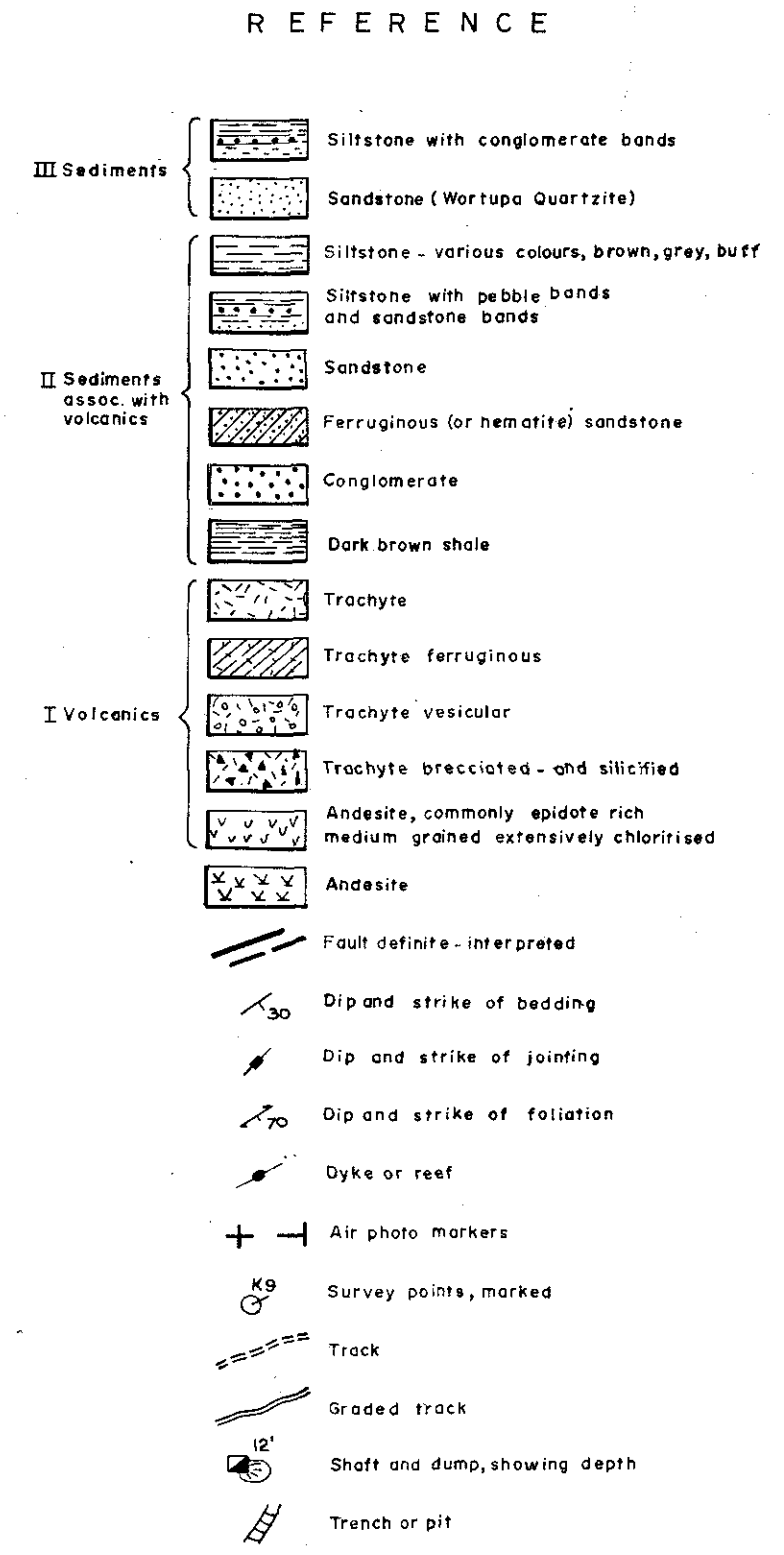 REFERENCE
III Sediments
Siltstone with conglomerate bands
Sandstone (Wortupa Quartzite)
II Sediments
assoc. with
volcanics
Siltstone - various colours, brown, grey, buff
Siltstone with pebble bands
and sandstone bands
Sandstone
Ferruginous (or hematite) sandstone
Conglomerate
Dark brown shale
I Volcanics
Trachyte
Trachyte ferruginous
Trachyte vesicular
Trachyte brecciated - and silicified
Andesite, commonly epidote rich
medium grained extensively chloritised
Andesite
Fault definite - interpreted
30
Dip and strike of bedding
Dip and strike of jointing
70
Dip and strike of foliation
Dyke or reef
Air photo markers
K9
Survey points, marked
Track
Graded track
12'
Shaft and dump, showing depth
Trench or pit